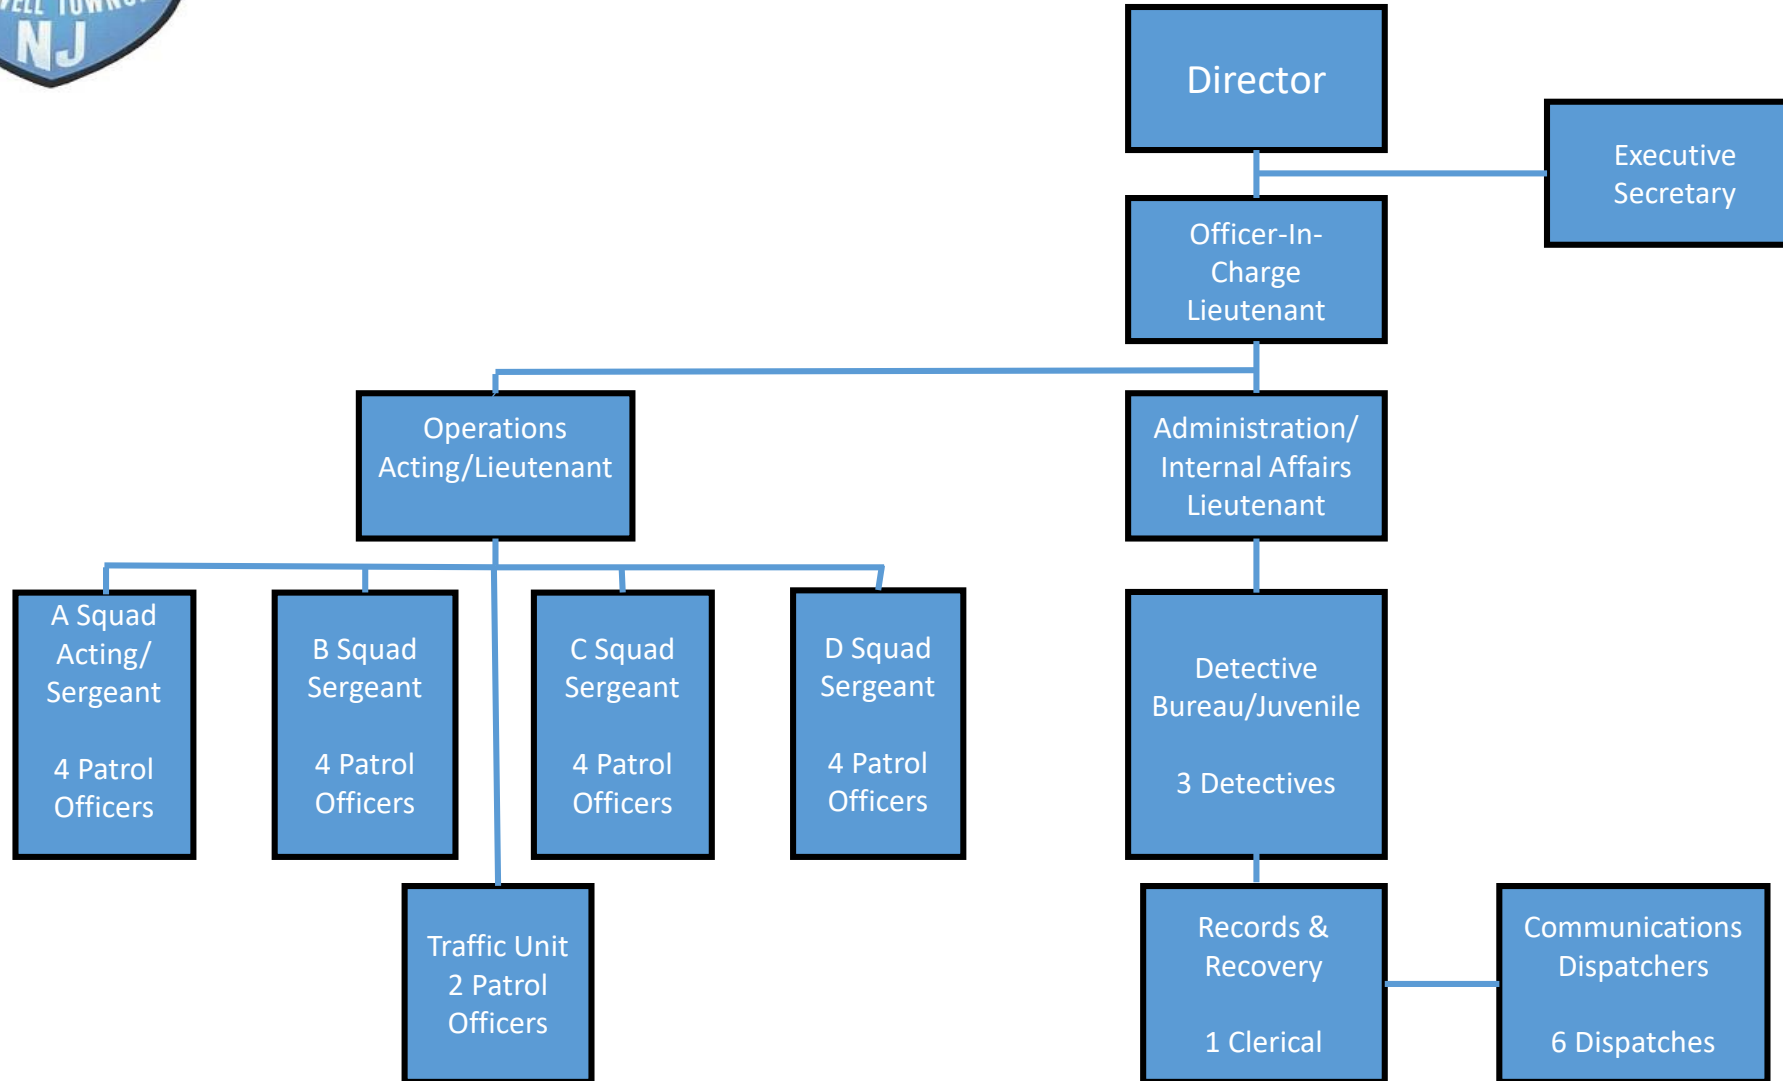 NJ
Director
Executive
Secretary
Officer-In-
Charge
Lieutenant
Operations
Acting/Lieutenant
Administration/
Internal Affairs
Lieutenant
A Squad
Acting/
Sergeant
4 Patrol
Officers
B Squad
Sergeant
4 Patrol
Officers
C Squad
Sergeant
4 Patrol
Officers
D Squad
Sergeant
4 Patrol
Officers
Detective
Bureau/Juvenile
3 Detectives
Traffic Unit
2 Patrol
Officers
Records &
Recovery
1 Clerical
Communications
Dispatchers
6 Dispatches